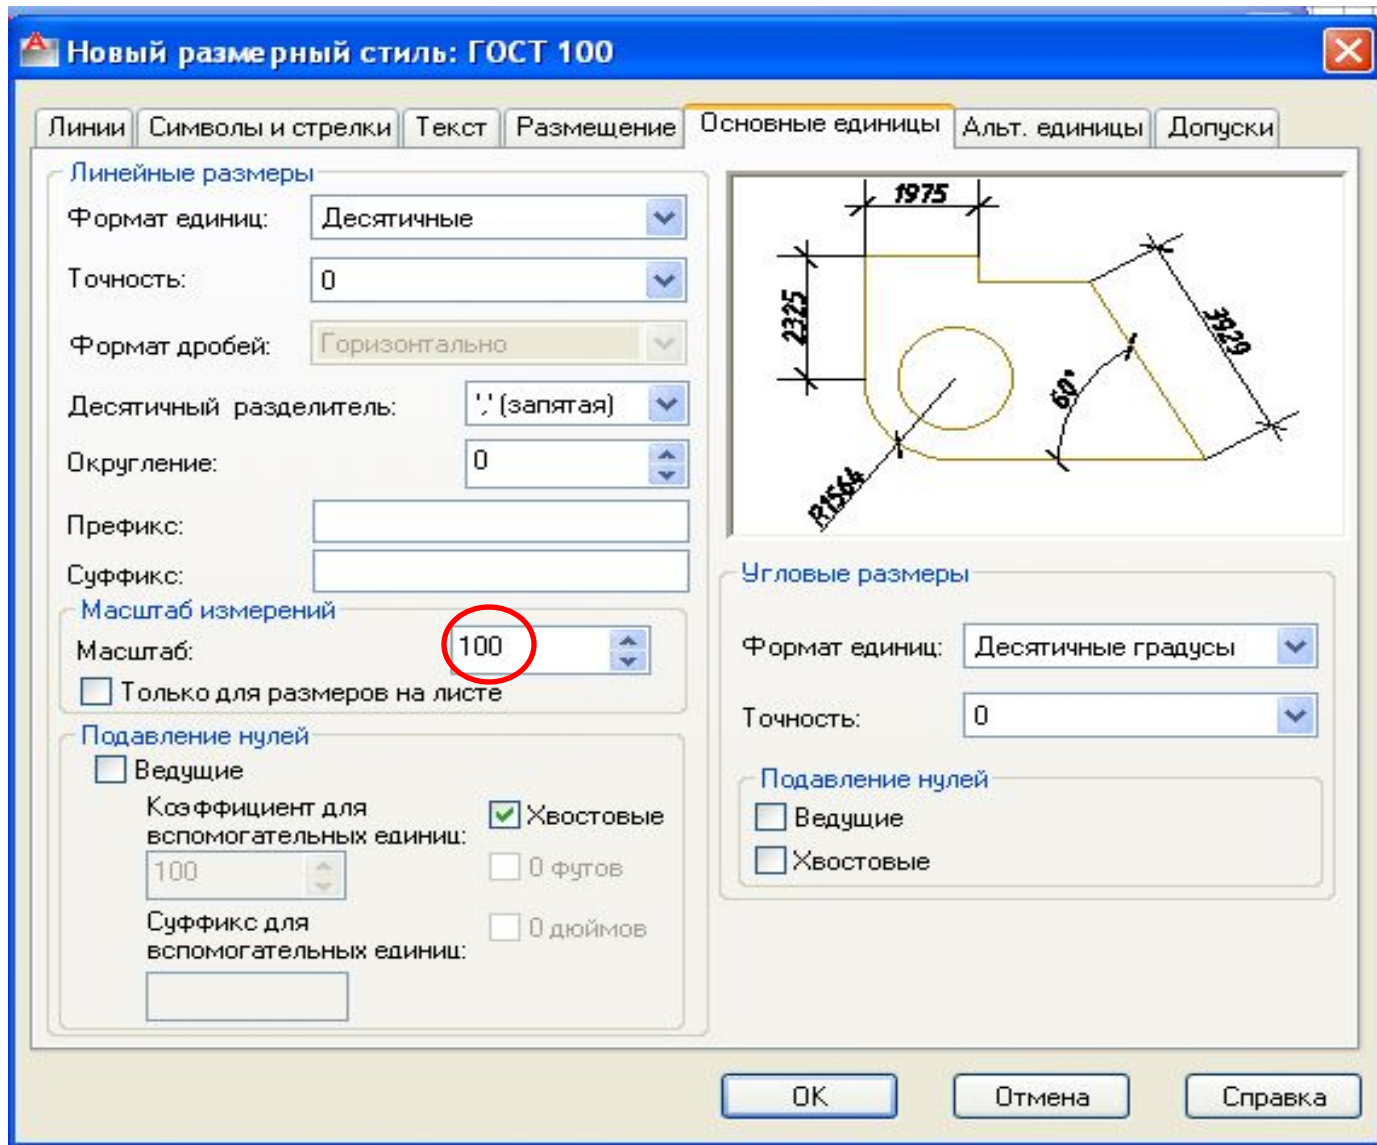 Новый размерный стиль: ГОСТ 100
Линии Символы и стрелки Текст Размещение Основные единицы Альт. единицы Допуски
Линейные размеры
Формат единиц: Десятичные
Точность: 0
Формат дробей: Горизонтально
Десятичный разделитель: ',' (запятая)
Округление: 0
Префикс:
Суффикс:
Масштаб измерений
Масштаб: 100
Только для размеров на листе
Подавление нулей
Ведущие
Коэффициент для
вспомогательных единиц:
100
Суффикс для
вспомогательных единиц:
Хвостовые
0 футов
0 дюймов
1975
2325
3929
60°
R1564
Угловые размеры
Формат единиц: Десятичные градусы
Точность: 0
Подавление нулей
Ведущие
Хвостовые
OK Отмена Справка